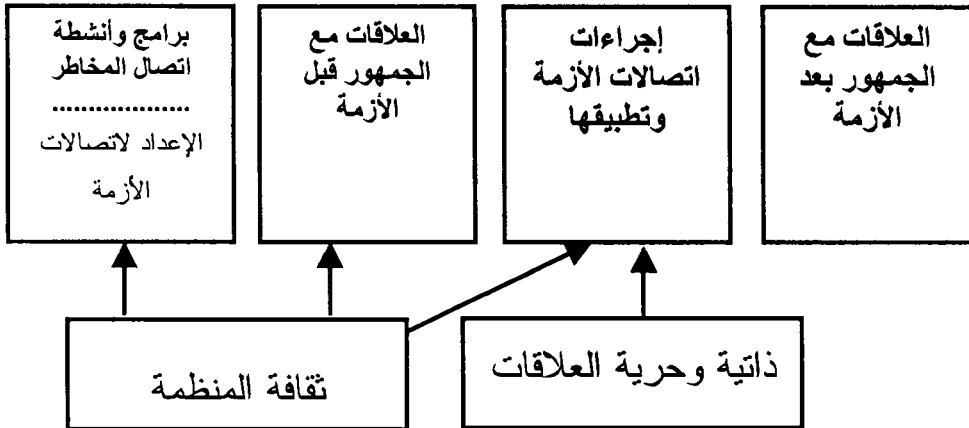 برامج وأنشطة
اتصال المخاطر
...................
الإعداد لاتصالات
الأزمة
العلاقات مع
الجمهور قبل
الأزمة
إجراءات
اتصالات الأزمة
وتطبيقها
العلاقات مع
الجمهور بعد
الأزمة
ثقافة المنظمة
ذاتية وحرية العلاقات